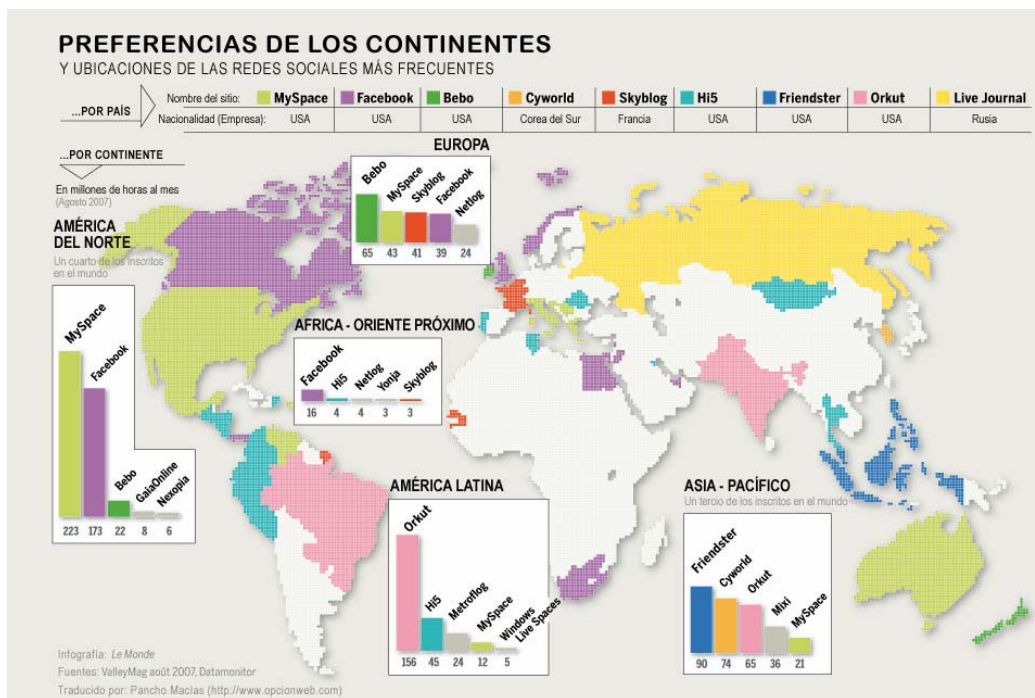 PREFERENCIAS DE LOS CONTINENTES
Y UBICACIONES DE LAS REDES SOCIALES MÁS FRECUENTES
...POR PAÍS
Nombre del sitio: MySpace Facebook Bebo Cyworld Skyblog Hi5 Friendster Orkut Live Journal
Nacionalidad (Empresa): USA USA USA Corea del Sur Francia USA USA USA Rusia
...POR CONTINENTE
En millones de horas al mes
(Agosto 2007)
AMÉRICA
DEL NORTE
Un cuarto de los inscritos
en el mundo
MySpace
Facebook
Bebo
GaiaOnline
Nexopia
223 173 22 8 6
EUROPA
Bebo
MySpace
Skyblog
Facebook
Netlog
65 43 41 39 24
AFRICA - ORIENTE PRÓXIMO
Facebook
Hi5
Netlog
Yonja
Skyblog
16 4 4 3 3
AMÉRICA LATINA
Orkut
Hi5
Metroflog
MySpace
Windows
Live Spaces
156 45 24 12 5
ASIA - PACÍFICO
Un tercio de los inscritos en el mundo
Friendster
Cyworld
Orkut
Mixi
MySpace
90 74 65 36 21
Infografía: Le Monde
Fuentes: ValleyMag août 2007, Datamonitor
Traducido por: Pancho Macías (http://www.opcionweb.com)